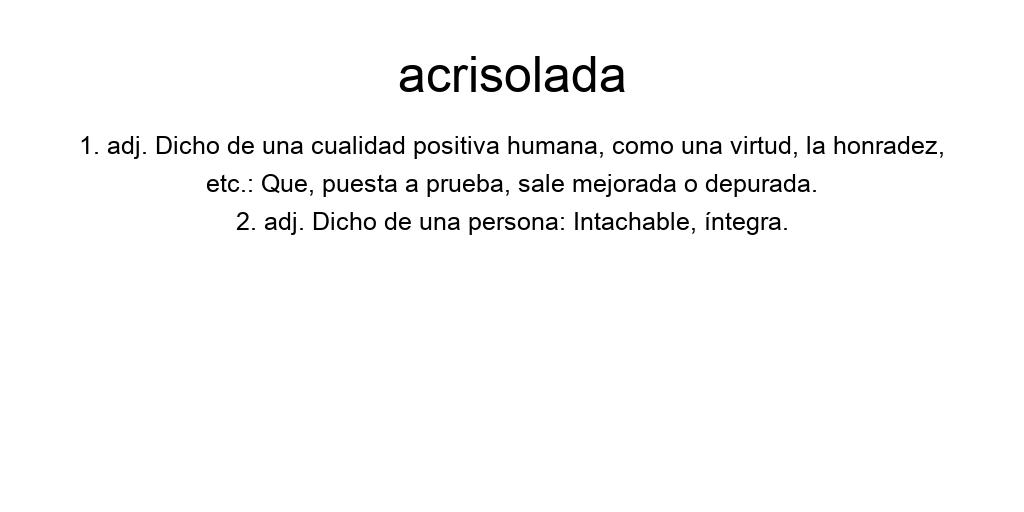 acrisolada
1. adj. Dicho de una cualidad positiva humana, como una virtud, la honradez,
etc.: Que, puesta a prueba, sale mejorada o depurada.
2. adj. Dicho de una persona: Intachable, íntegra.